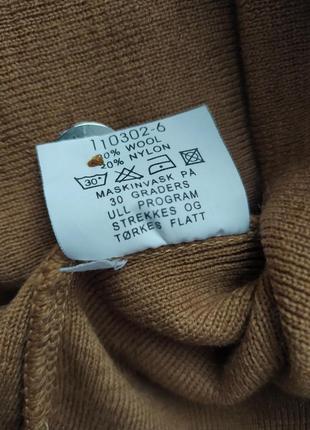 110302-6
80% WOOL
20% NYLON
30°
MASKINVASK PÅ
30 GRADERS
ULL PROGRAM
STREKKES OG
TØRKES FLATT